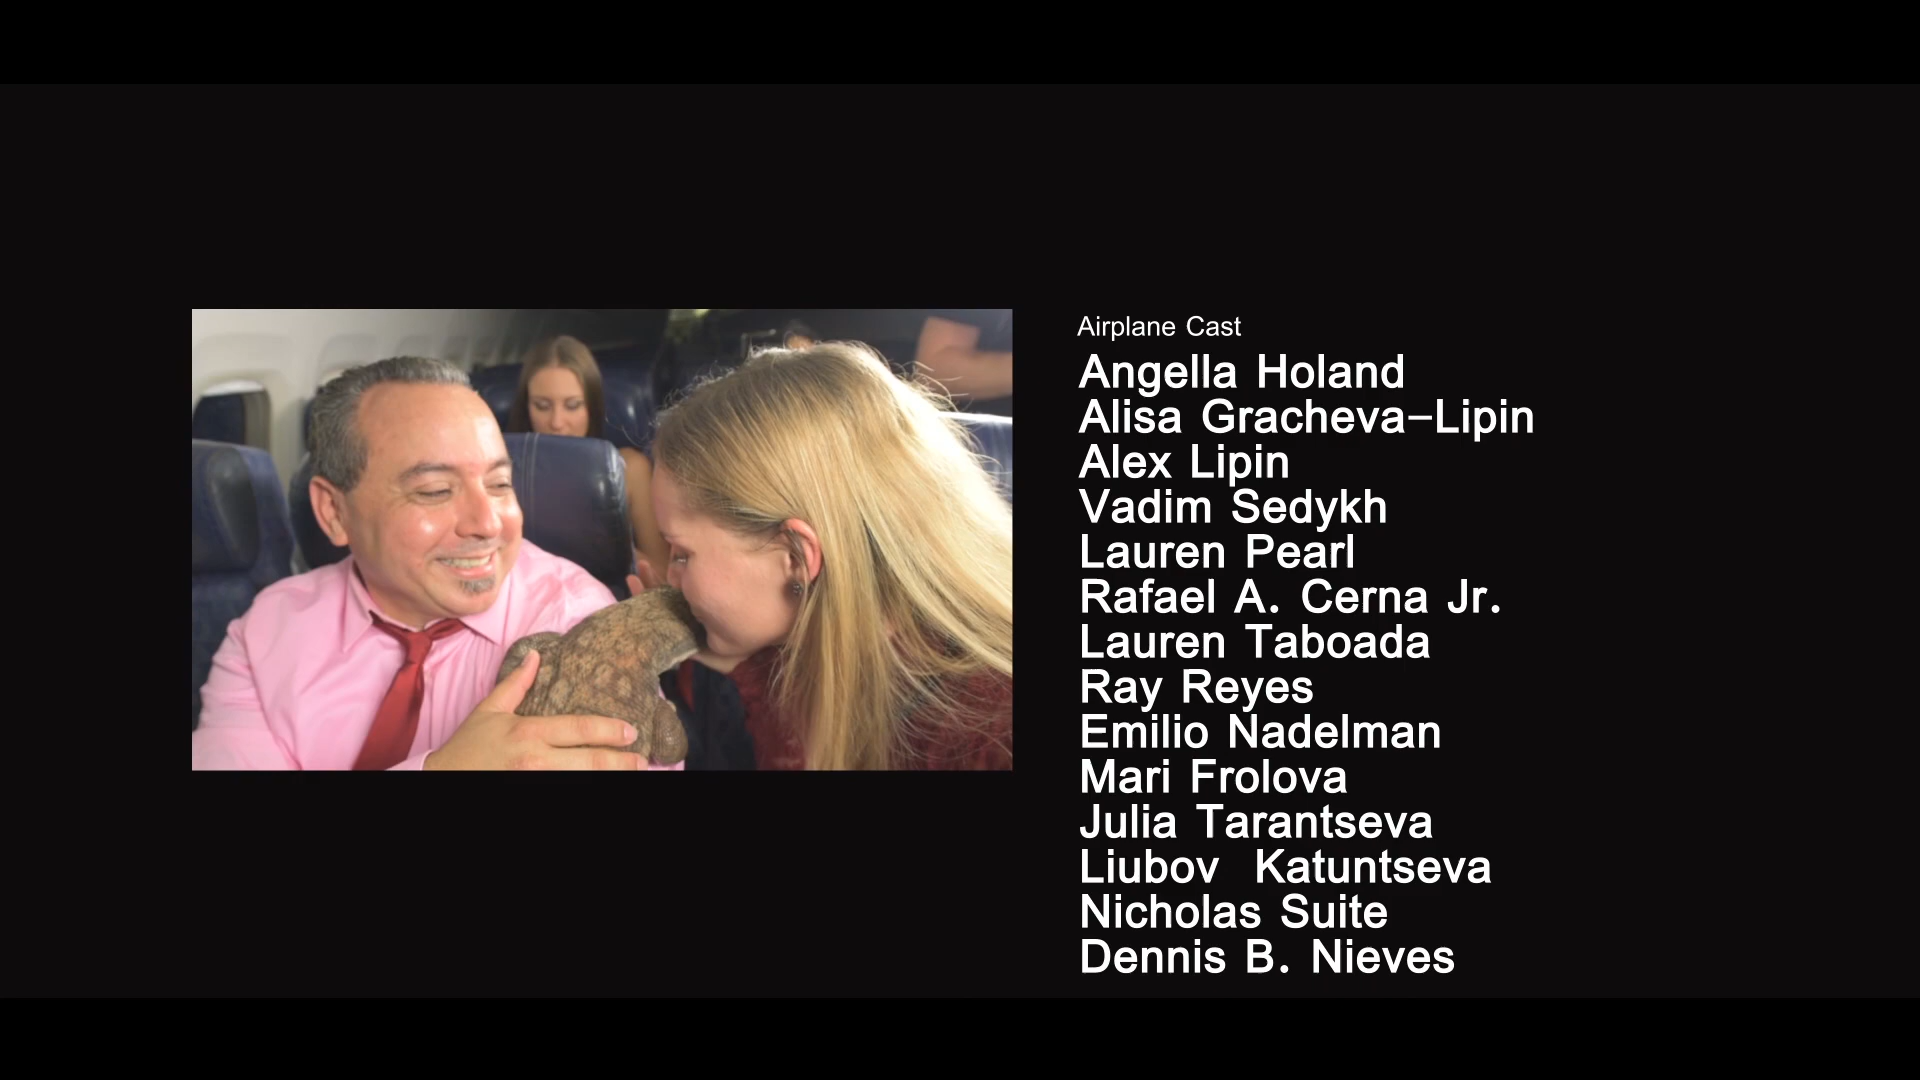 Airplane Cast
Angella Holand
Alisa Gracheva-Lipin
Alex Lipin
Vadim Sedykh
Lauren Pearl
Rafael A. Cerna Jr.
Lauren Taboada
Ray Reyes
Emilio Nadelman
Mari Frolova
Julia Tarantseva
Liubov  Katuntseva
Nicholas Suite
Dennis B. Nieves